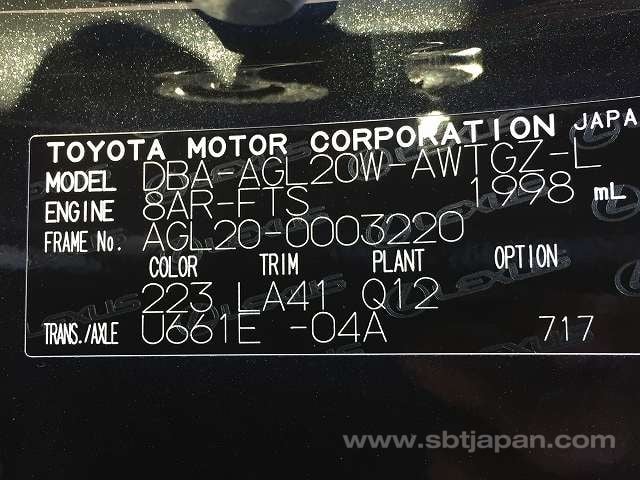 TOYOTA MOTOR CORPORATION JAPA
MODEL DBA-AGL20W-AWTGZ-L
ENGINE 8AR-FTS 1998 mL
FRAME No. AGL20-0003220
COLOR TRIM PLANT OPTION
223 LA41 Q12
TRANS./AXLE U661E -04A 717
www.sbtjapan.com